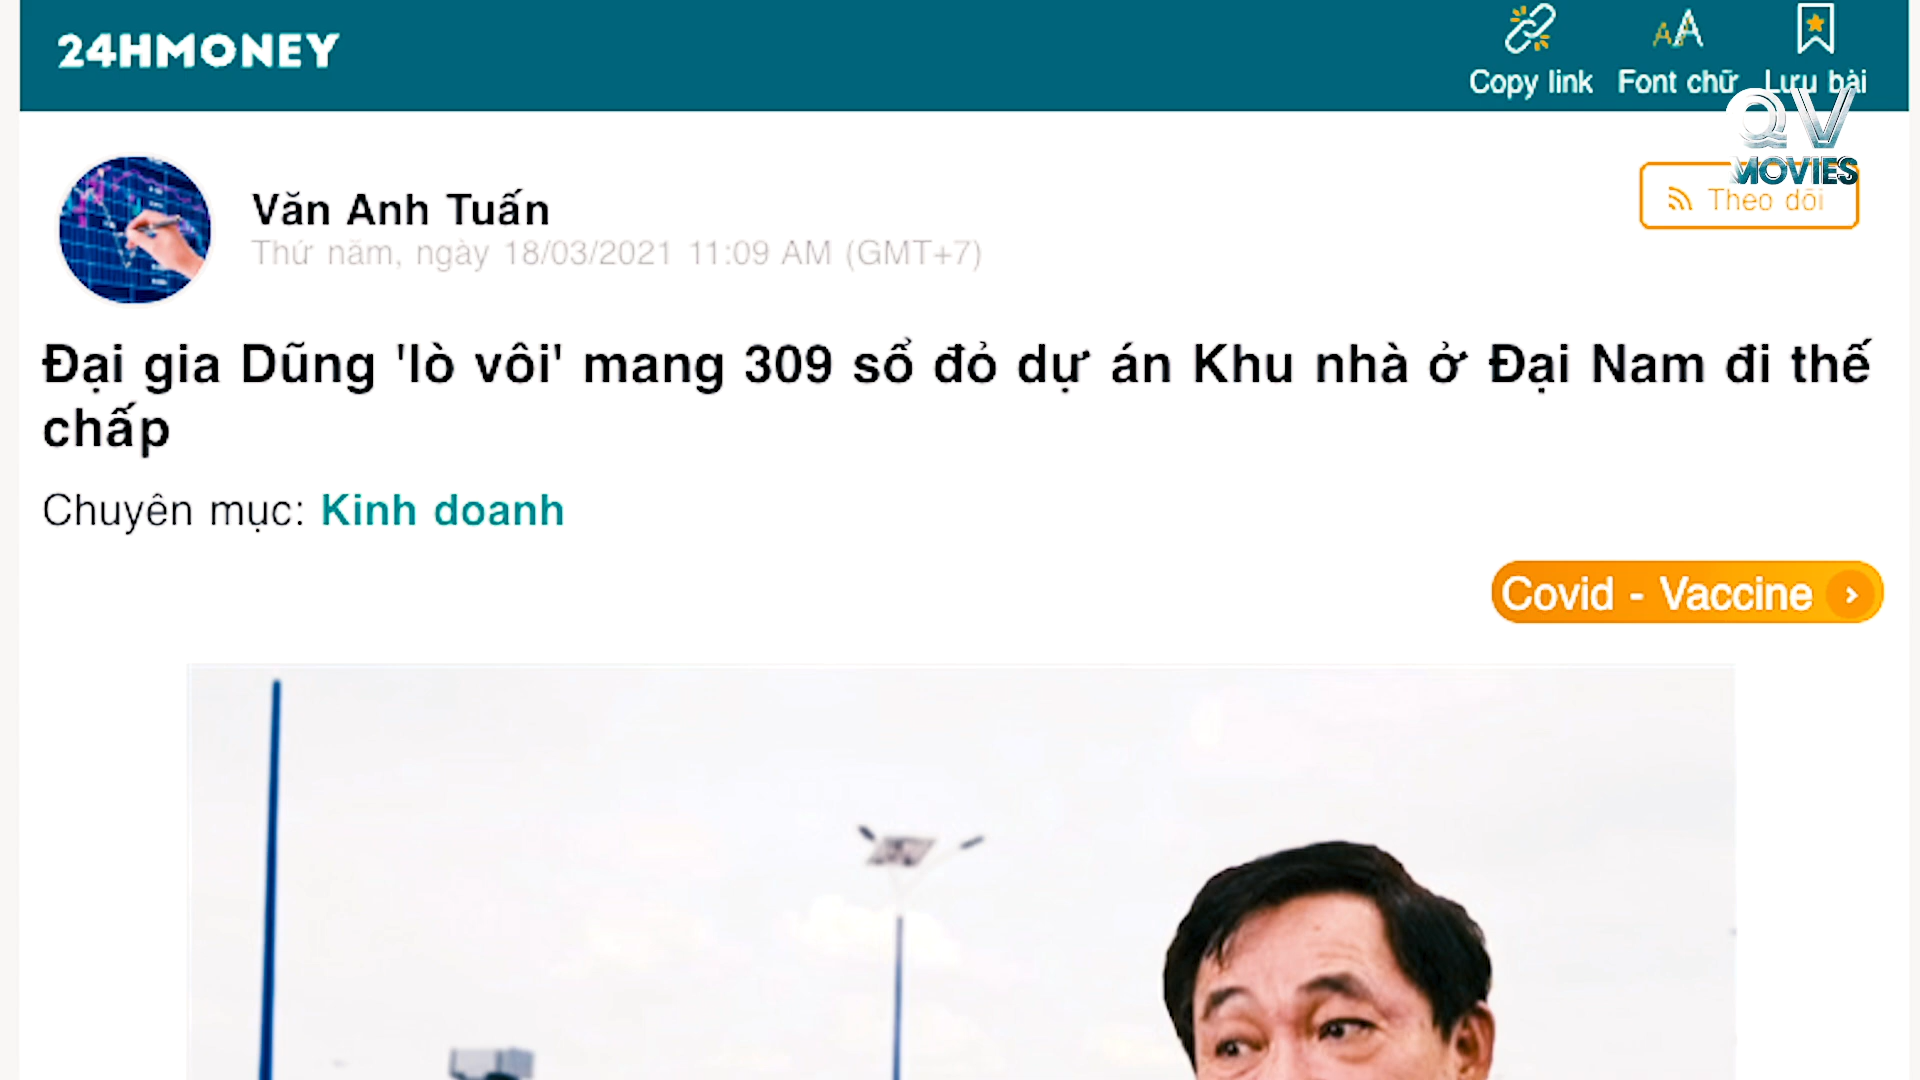 24HMONEY
Copy link
Font chữ
Lưu bài
QV
MOVIES
Văn Anh Tuấn
Theo dõi
Thứ năm, ngày 18/03/2021 11:09 AM (GMT+7)
Đại gia Dũng 'lò vôi' mang 309 sổ đỏ dự án Khu nhà ở Đại Nam đi thế
chấp
Chuyên mục: Kinh doanh
Covid - Vaccine